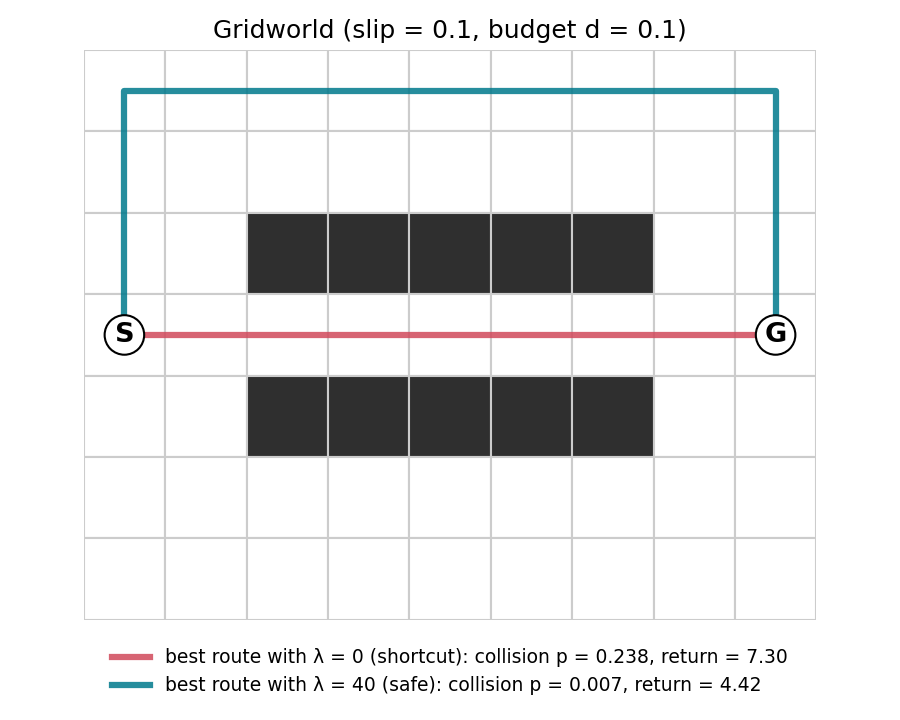 Gridworld (slip = 0.1, budget d = 0.1)
S
G
best route with λ = 0 (shortcut): collision p = 0.238, return = 7.30
best route with λ = 40 (safe): collision p = 0.007, return = 4.42